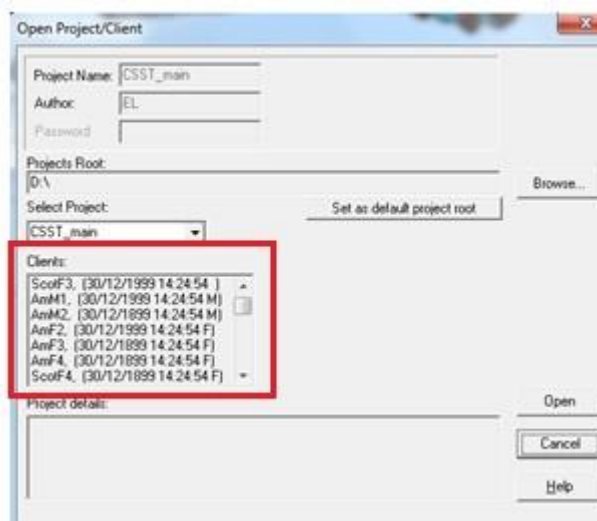 Open Project/Client
Project Name: CSST_main
Author: EL
Password
Projects Root:
D:\
Browse...
Select Project:
Set as default project root
CSST_main
Clients:
ScotF3, (30/12/1999 14:24:54 )
AmM1, (30/12/1999 14:24:54 M)
AmM2, (30/12/1899 14:24:54 M)
AmF2, (30/12/1999 14:24:54 F)
AmF3, (30/12/1899 14:24:54 F)
AmF4, (30/12/1899 14:24:54 F)
ScotF4, (30/12/1899 14:24:54 F)
Project details:
Open
Cancel
Help